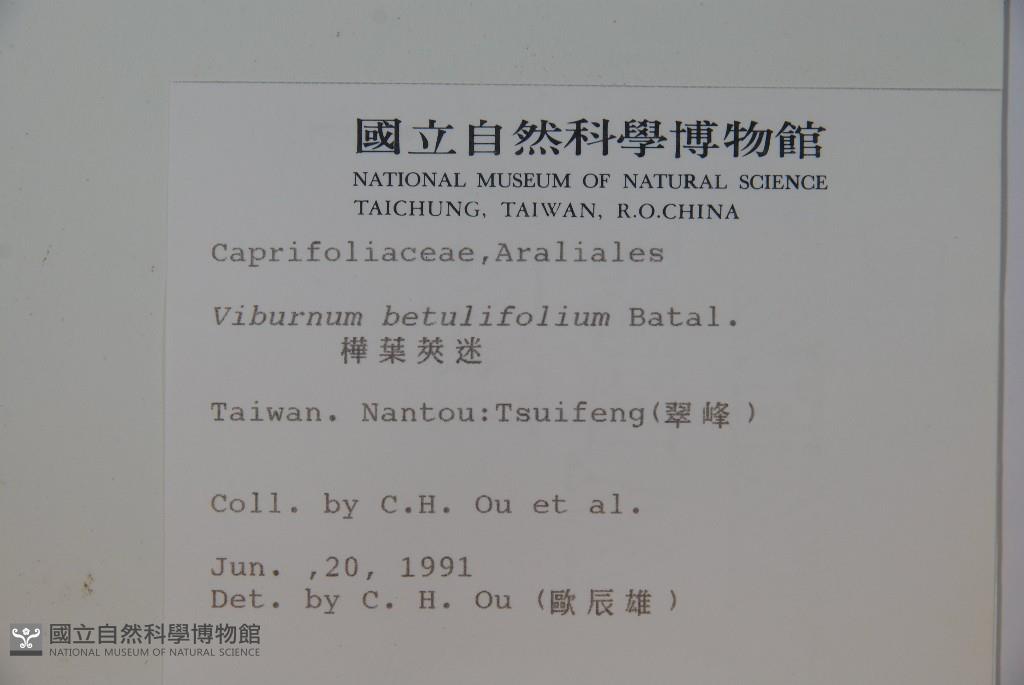 國立自然科學博物館
NATIONAL MUSEUM OF NATURAL SCIENCE
TAICHUNG, TAIWAN, R.O.CHINA
Caprifoliaceae,Araliales
Viburnum betulifolium Batal.
樺葉莢迷
Taiwan. Nantou:Tsuifeng(翠峰)
Coll. by C.H. Ou et al.
Jun. ,20, 1991
Det. by C. H. Ou (歐辰雄)
國立自然科學博物館
NATIONAL MUSEUM OF NATURAL SCIENCE